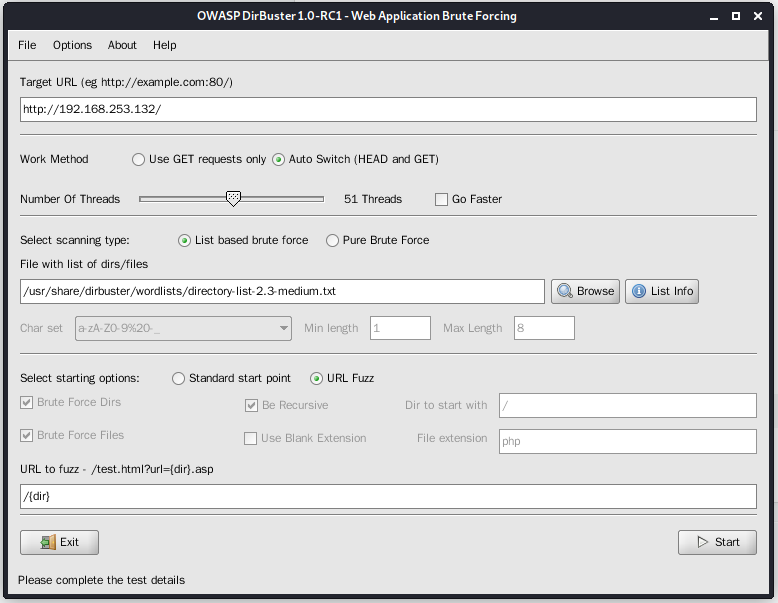 OWASP DirBuster 1.0-RC1 - Web Application Brute Forcing
File Options About Help
Target URL (eg http://example.com:80/)
http://192.168.253.132/
Work Method Use GET requests only Auto Switch (HEAD and GET)
Number Of Threads 51 Threads Go Faster
Select scanning type: List based brute force Pure Brute Force
File with list of dirs/files
/usr/share/dirbuster/wordlists/directory-list-2.3-medium.txt Browse List Info
Char set a-zA-Z0-9%20-_ Min length 1 Max Length 8
Select starting options: Standard start point URL Fuzz
Brute Force Dirs Be Recursive Dir to start with /
Brute Force Files Use Blank Extension File extension php
URL to fuzz - /test.html?url={dir}.asp
/{dir}
Exit Start
Please complete the test details